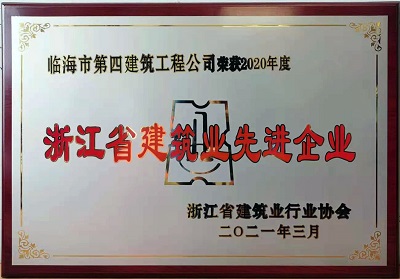 临海市第四建筑工程公司荣获2020年度
浙江省建筑业先进企业
浙江省建筑业行业协会
二〇二一年三月